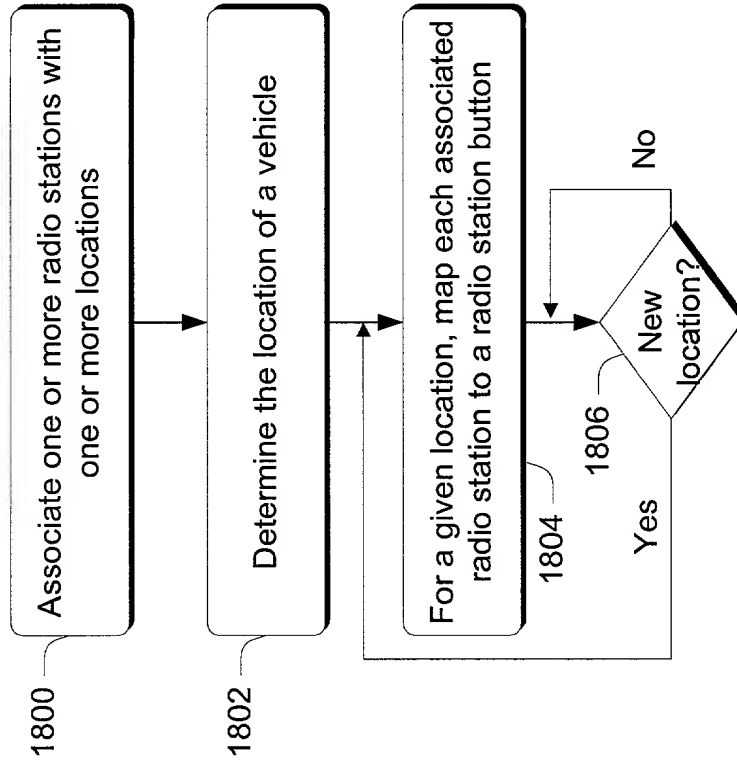 1800
Associate one or more radio stations with
one or more locations
1802
Determine the location of a vehicle
For a given location, map each associated
radio station to a radio station button
1804
1806
New
location?
Yes
No